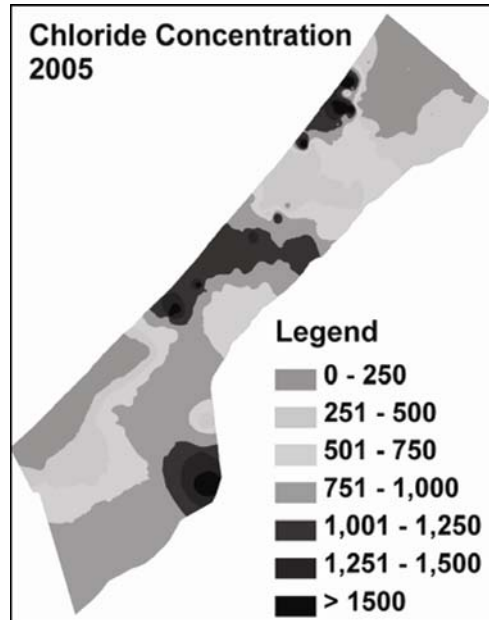 Chloride Concentration
2005
Legend
0 - 250
251 - 500
501 - 750
751 - 1,000
1,001 - 1,250
1,251 - 1,500
> 1500